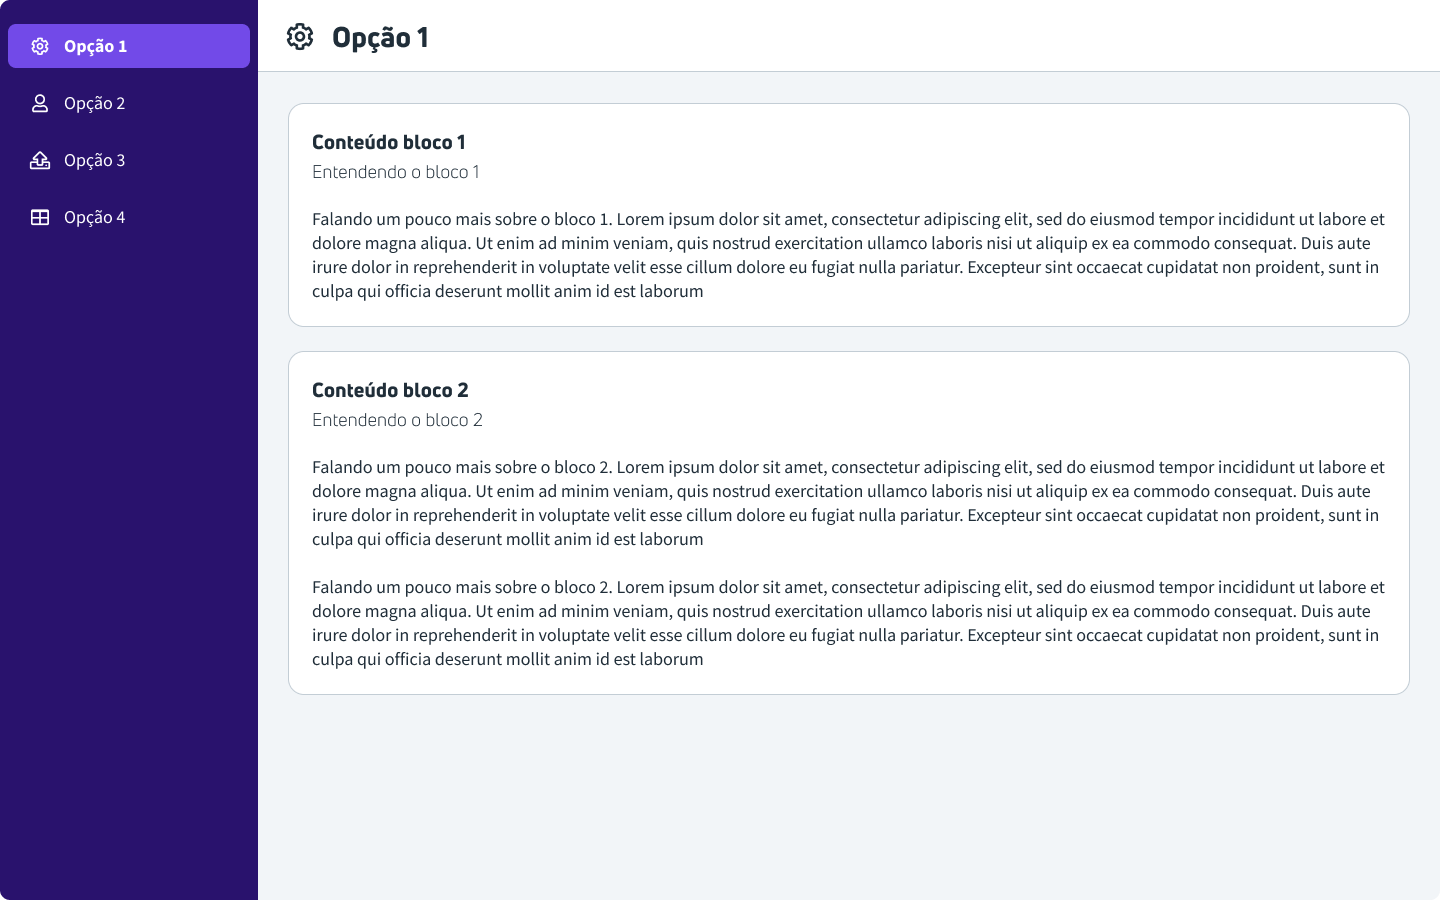 Opção 1
Opção 2
Opção 3
Opção 4
Opção 1
Conteúdo bloco 1
Entendendo o bloco 1
Falando um pouco mais sobre o bloco 1. Lorem ipsum dolor sit amet, consectetur adipiscing elit, sed do eiusmod tempor incididunt ut labore et
dolore magna aliqua. Ut enim ad minim veniam, quis nostrud exercitation ullamco laboris nisi ut aliquip ex ea commodo consequat. Duis aute
irure dolor in reprehenderit in voluptate velit esse cillum dolore eu fugiat nulla pariatur. Excepteur sint occaecat cupidatat non proident, sunt in
culpa qui officia deserunt mollit anim id est laborum
Conteúdo bloco 2
Entendendo o bloco 2
Falando um pouco mais sobre o bloco 2. Lorem ipsum dolor sit amet, consectetur adipiscing elit, sed do eiusmod tempor incididunt ut labore et
dolore magna aliqua. Ut enim ad minim veniam, quis nostrud exercitation ullamco laboris nisi ut aliquip ex ea commodo consequat. Duis aute
irure dolor in reprehenderit in voluptate velit esse cillum dolore eu fugiat nulla pariatur. Excepteur sint occaecat cupidatat non proident, sunt in
culpa qui officia deserunt mollit anim id est laborum
Falando um pouco mais sobre o bloco 2. Lorem ipsum dolor sit amet, consectetur adipiscing elit, sed do eiusmod tempor incididunt ut labore et
dolore magna aliqua. Ut enim ad minim veniam, quis nostrud exercitation ullamco laboris nisi ut aliquip ex ea commodo consequat. Duis aute
irure dolor in reprehenderit in voluptate velit esse cillum dolore eu fugiat nulla pariatur. Excepteur sint occaecat cupidatat non proident, sunt in
culpa qui officia deserunt mollit anim id est laborum